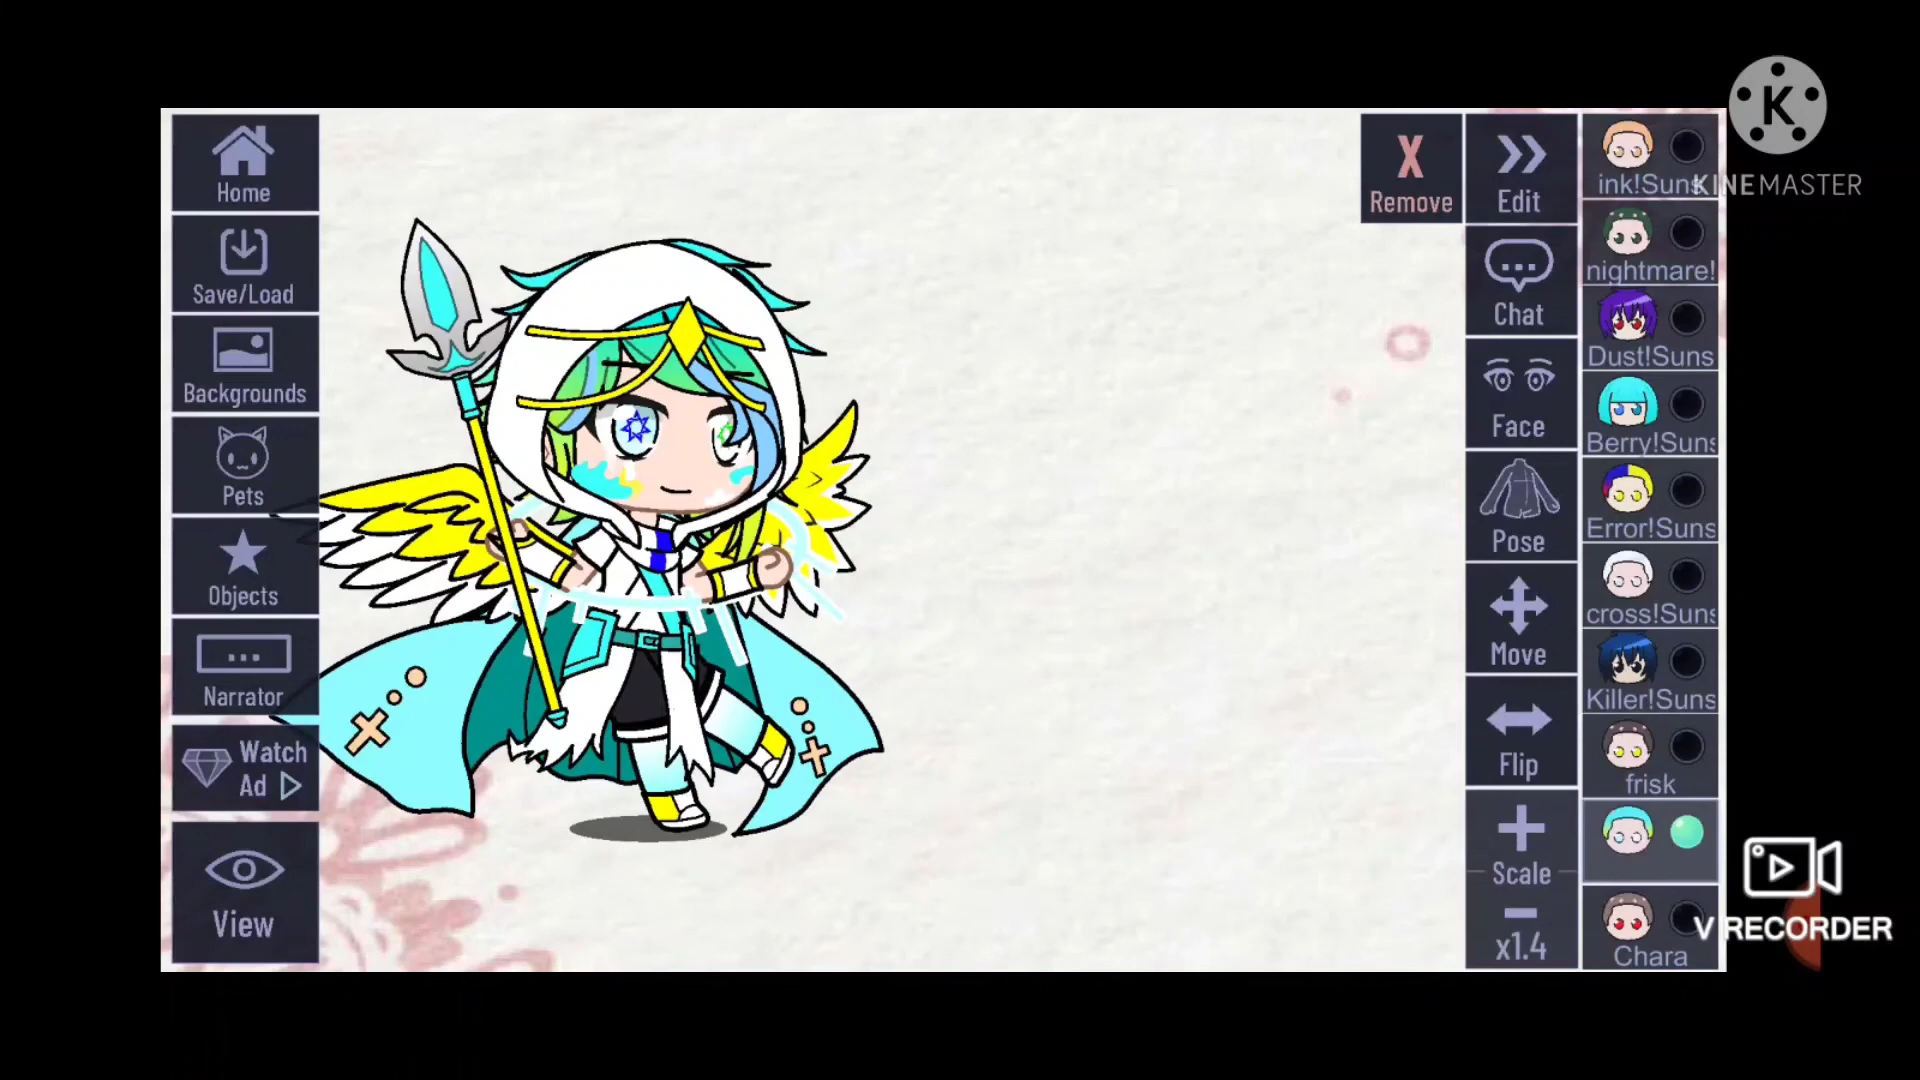 Home
Save/Load
Backgrounds
Pets
Objects
Narrator
Watch
Ad
View
X
Remove
Edit
Chat
Face
Pose
Move
Flip
Scale
x1.4
ink!Suns
nightmare!
Dust!Suns
Berry!Suns
Error!Suns
cross!Suns
Killer!Suns
frisk
Chara
K
KINEMASTER
V RECORDER